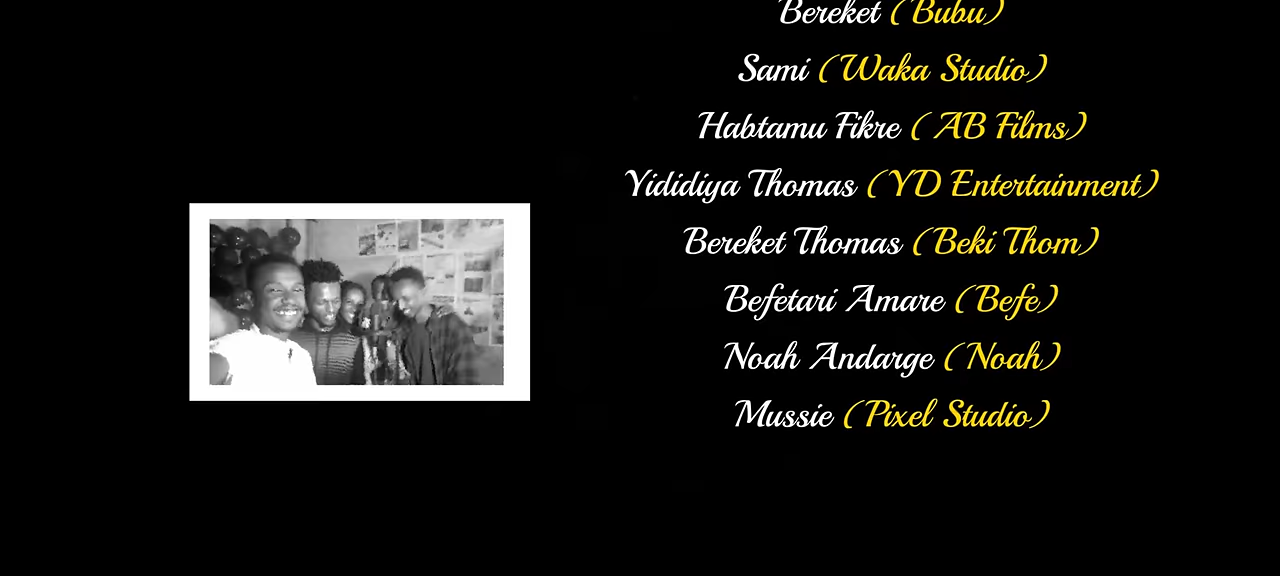 Bereket (Bubu)
Sami (Waka Studio)
Habtamu Fikre ( AB Films)
Yididiya Thomas (YD Entertainment)
Bereket Thomas (Beki Thom)
Befetari Amare (Befe)
Noah Andarge (Noah)
Mussie (Pixel Studio)